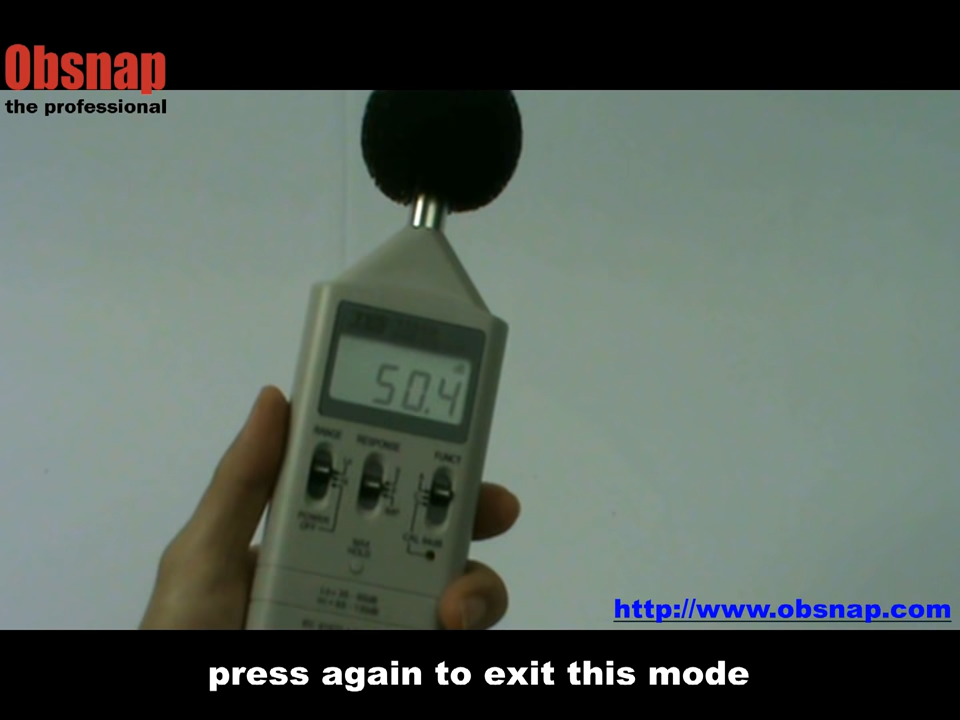 Obsnap
the professional
50.4
RANGE
RESPONSE
FUNCT
POWER
OFF
CAL 94dB
MAX
HOLD
http://www.obsnap.com
press again to exit this mode